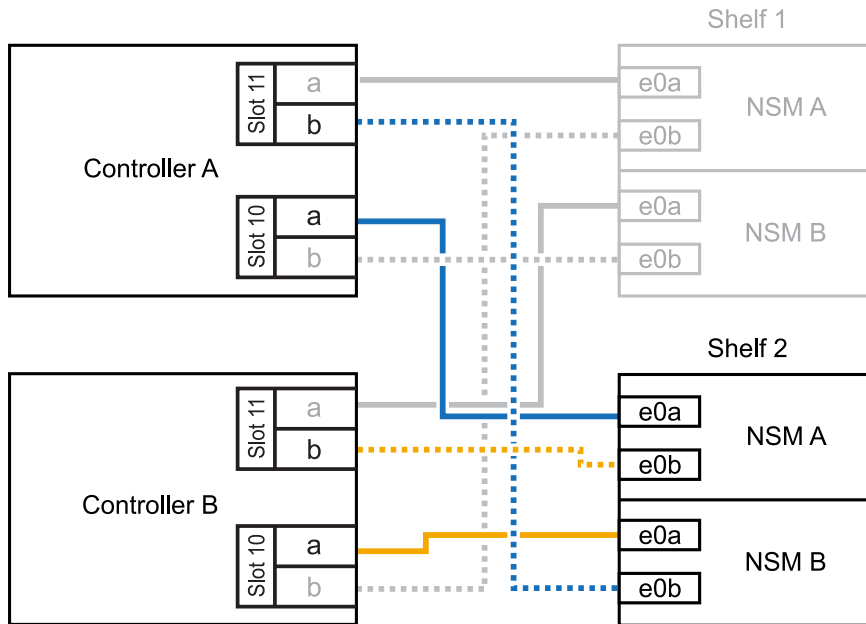 Shelf 1
Controller A
Slot 11
a
b
Slot 10
a
b
e0a
e0b
NSM A
e0a
e0b
NSM B
Shelf 2
Controller B
Slot 11
a
b
Slot 10
a
b
e0a
e0b
NSM A
e0a
e0b
NSM B